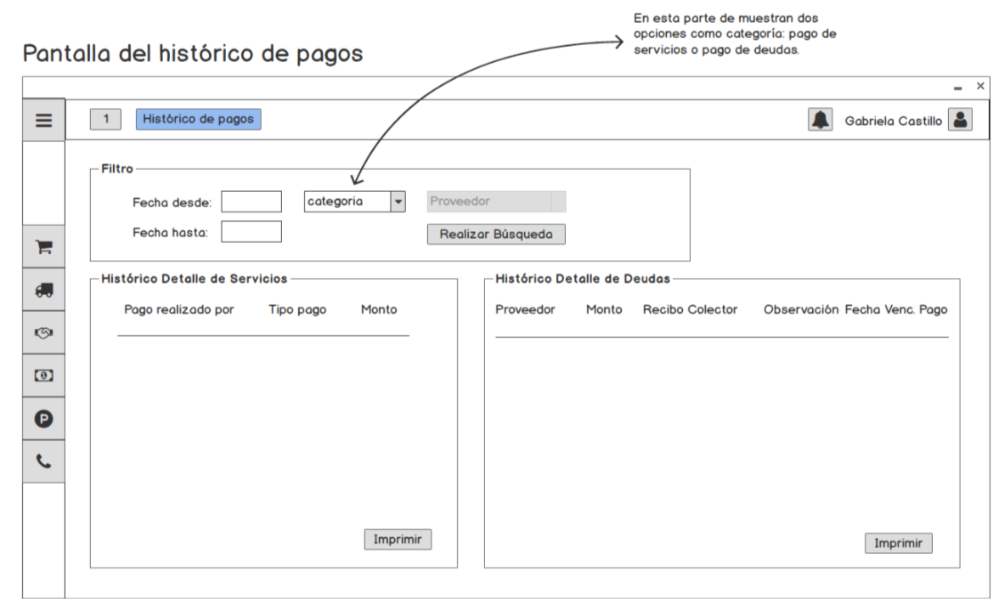 En esta parte de muestran dos
opciones como categoría: pago de
servicios o pago de deudas.
Pantalla del histórico de pagos
1
Histórico de pagos
Gabriela Castillo
Filtro
Fecha desde:
categoria
Proveedor
Fecha hasta:
Realizar Búsqueda
Histórico Detalle de Servicios
Pago realizado por Tipo pago Monto
Imprimir
Histórico Detalle de Deudas
Proveedor Monto Recibo Colector Observación Fecha Venc. Pago
Imprimir
P